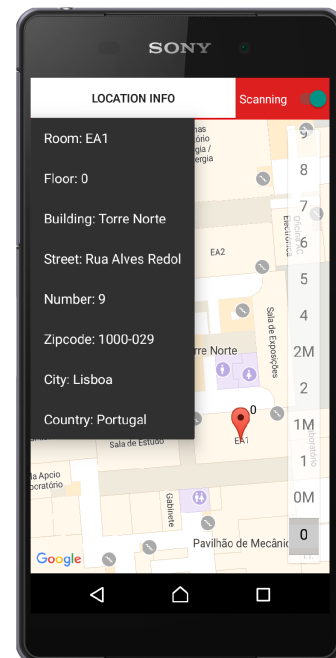 SONY
LOCATION INFO
Scanning
Room: EA1
Floor: 0
Building: Torre Norte
Street: Rua Alves Redol
Number: 9
Zipcode: 1000-029
City: Lisboa
Country: Portugal
9
8
7
6
5
4
2M
2
1M
1
0M
0
EA2
Sala de Exposições
rre Norte
0
EA1
Sala de Estudo
la Apcio
Gabinete
Pavilhão de Mecânic
Google